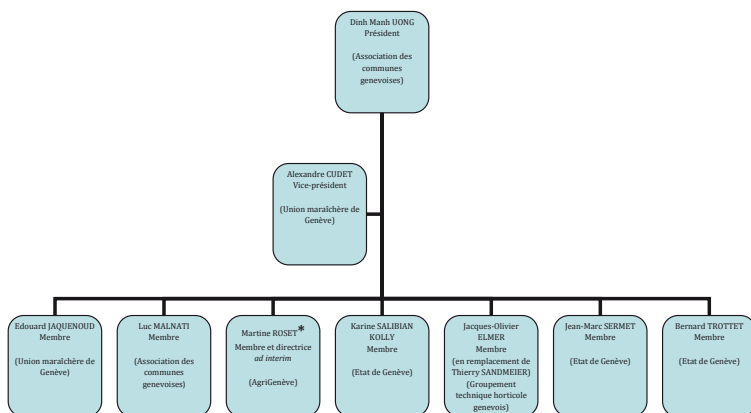 Dinh Manh UONG
Président
(Association des
communes
genevoises)
Alexandre CUDET
Vice-président
(Union maraîchère de
Genève)
Edouard JAQUENOUD
Membre
(Union maraîchère de
Genève)
Luc MALNATI
Membre
(Association des
communes
genevoises)
Martine ROSET*
Membre et directrice
ad interim
(AgriGenève)
Karine SALIBIAN
KOLLY
Membre
(Etat de Genève)
Jacques-Olivier
ELMER
Membre
(en remplacement de
Thierry SANDMEIER)
(Groupement
technique horticole
genevois)
Jean-Marc SERMET
Membre
(Etat de Genève)
Bernard TROTTET
Membre
(Etat de Genève)